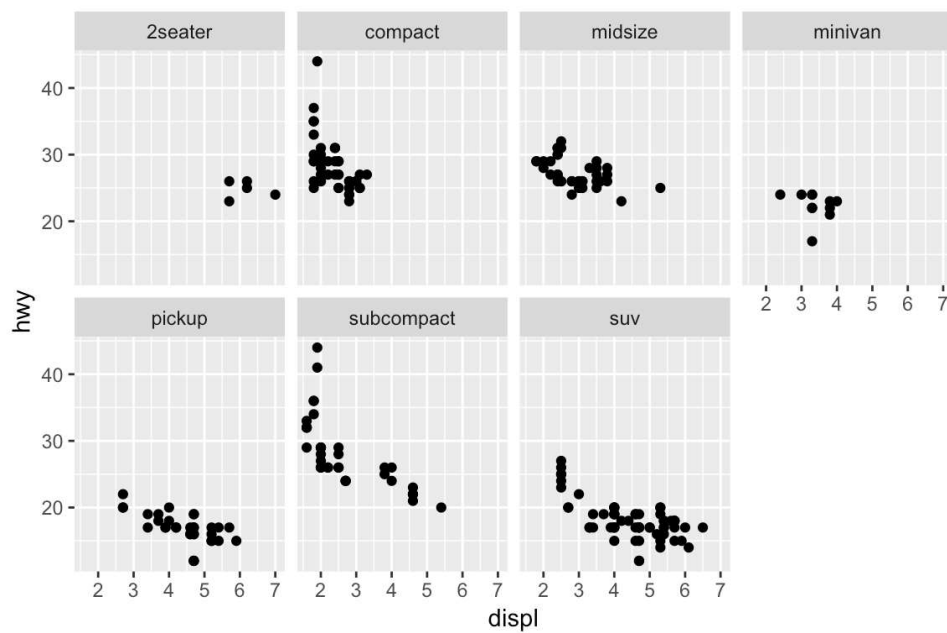 2seater compact midsize minivan
40
30
20
2 3 4 5 6 7
hwy
pickup subcompact suv
40
30
20
2 3 4 5 6 7 2 3 4 5 6 7 2 3 4 5 6 7
displ